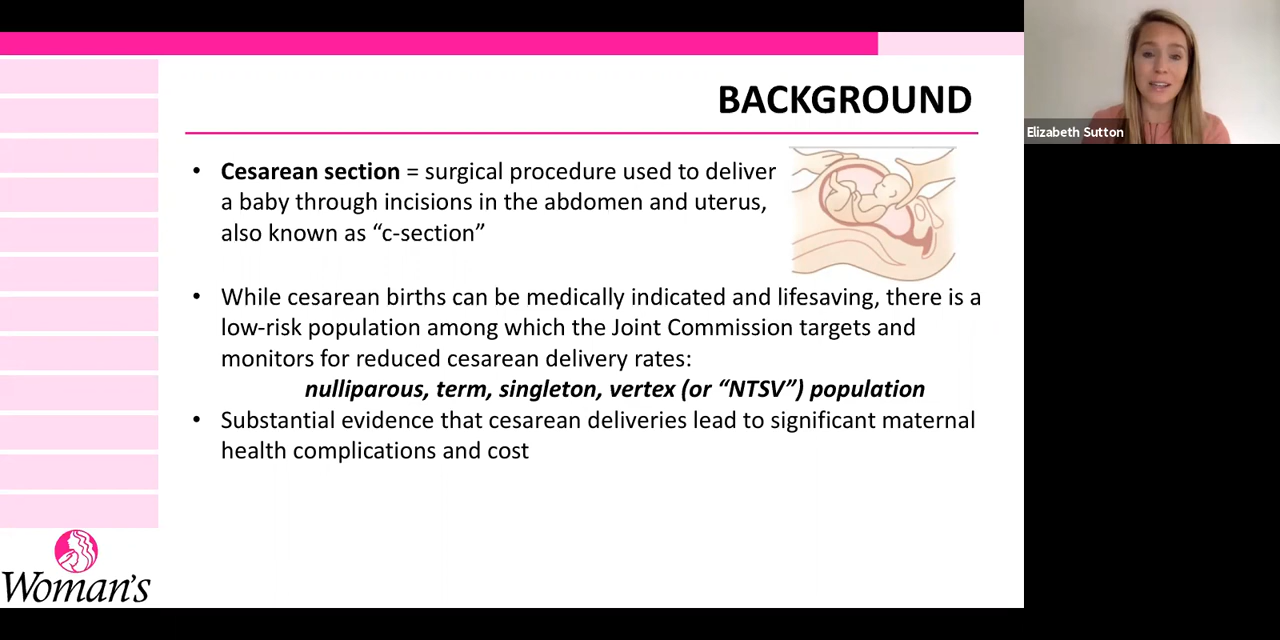 BACKGROUND
Elizabeth Sutton
• Cesarean section = surgical procedure used to deliver
a baby through incisions in the abdomen and uterus,
also known as “c-section”
• While cesarean births can be medically indicated and lifesaving, there is a
low-risk population among which the Joint Commission targets and
monitors for reduced cesarean delivery rates:
nulliparous, term, singleton, vertex (or “NTSV”) population
• Substantial evidence that cesarean deliveries lead to significant maternal
health complications and cost
Woman’s